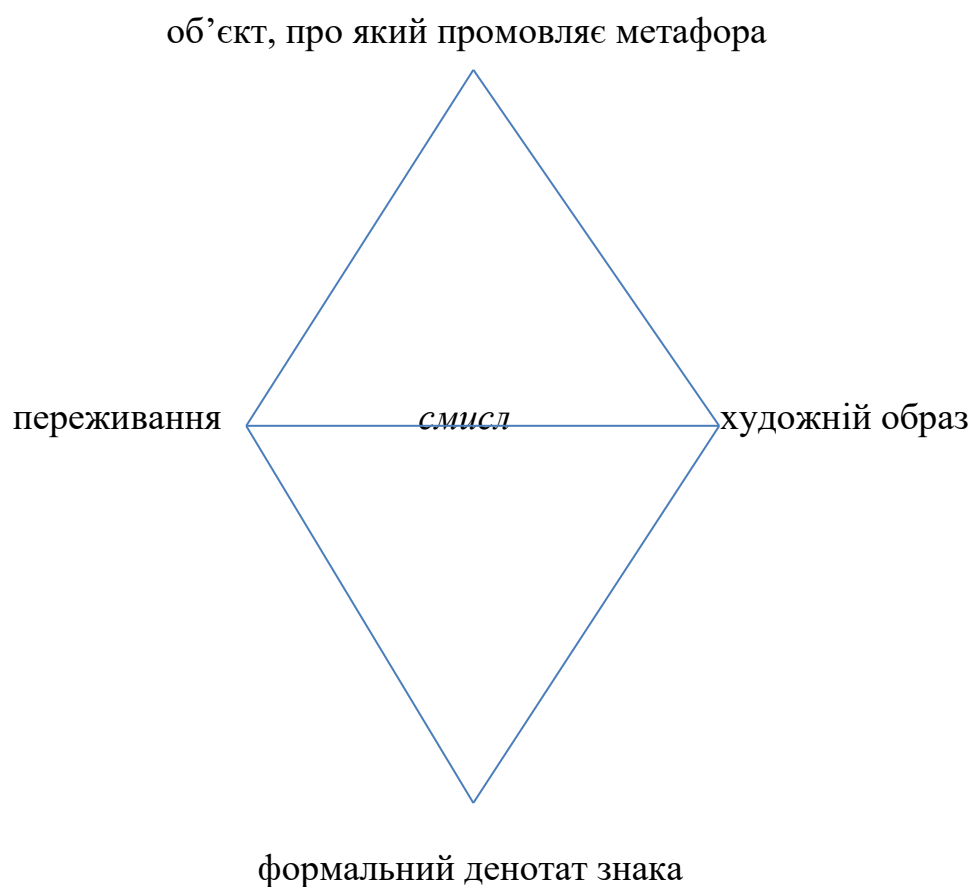 об’єкт, про який промовляє метафора
переживання
смисл
художній образ
формальний денотат знака